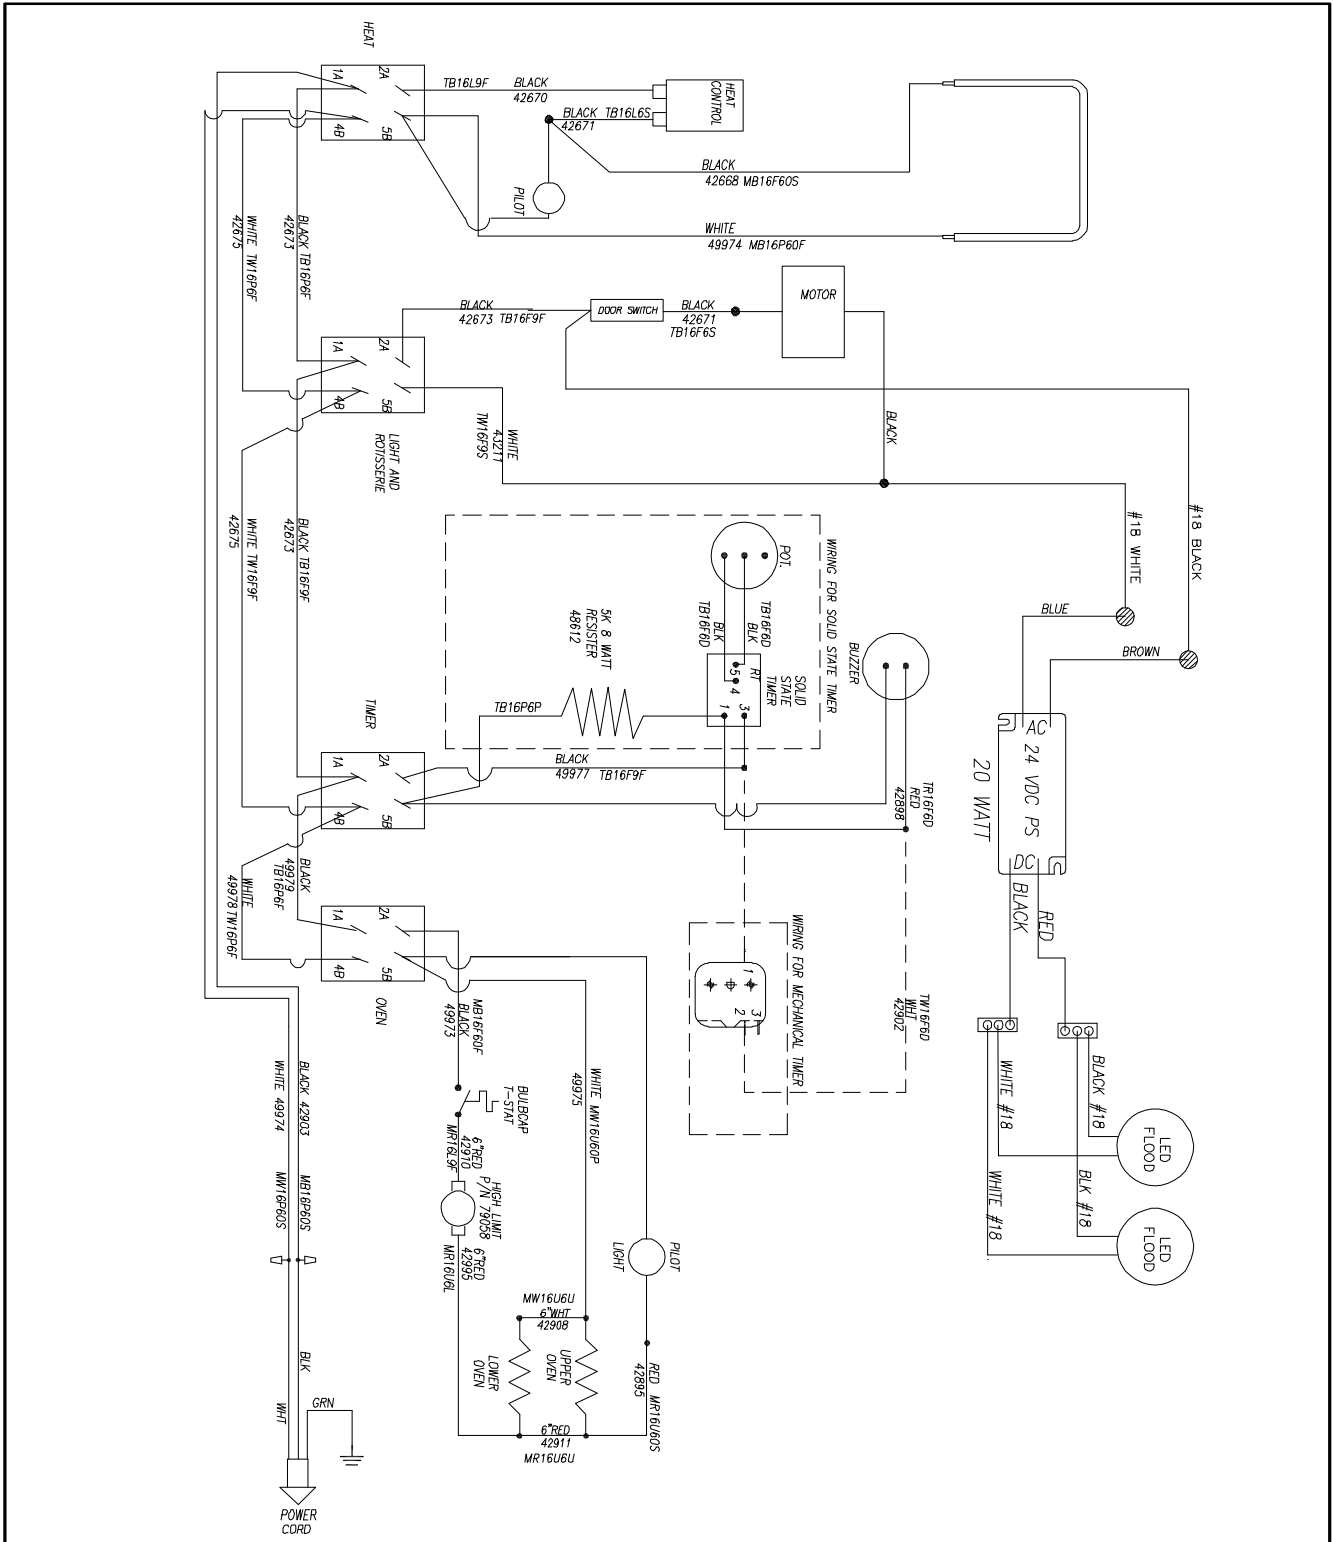 HEAT
1A
2A
4B
5B
TB16L9F BLACK
42670
HEAT
CONTROL
BLACK TB16L6S
42671
PILOT
BLACK
42668 MB16F60S
WHITE
49974 MB16P60F
BLACK TB16P6F
42673
WHITE TW16P6F
42675
BLACK
42673 TB16F9F
DOOR SWITCH
BLACK
42671
TB16F6S
MOTOR
1A
2A
4B
5B
LIGHT AND
ROTISSERIE
WHITE
43211
TW16F9S
BLACK
#18 WHITE
#18 BLACK
BLACK TB16F9F
42673
WHITE TW16F9F
42675
WIRING FOR SOLID STATE TIMER
POT.
TB16F6D
BLK
TB16F6D
BLK
5K 8 WATT
RESISTER
48612
SOLID
STATE
TIMER
RT
5
4
3
1
BUZZER
BLUE
BROWN
TB16P6P
TIMER
1A
2A
4B
5B
BLACK
49977 TB16F9F
TR16F6D
RED
42898
AC
24 VDC PS
20 WATT
DC
BLACK
RED
BLACK
49979
TB16P6F
WHITE
49978 TW16P6F
1A
2A
4B
5B
OVEN
WIRING FOR MECHANICAL TIMER
1
3
2
TW16F6D
WHT
42902
MB16F60F
BLACK
49973
WHITE MW16U60P
49975
BLACK 42903
MB16P60S
WHITE 49974
MW16P60S
BULBCAP
T-STAT
6"RED
42910
MR16L9F
HIGH LIMIT
P/N 79058
6"RED
42995
MR16U6L
PILOT
LIGHT
MW16U6U
6"WHT
42908
LOWER
OVEN
UPPER
OVEN
RED MR16U60S
42895
6"RED
42911
MR16U6U
WHITE #18
BLACK #18
LED
FLOOD
WHITE #18
BLK #18
LED
FLOOD
BLK
WHT
GRN
POWER
CORD